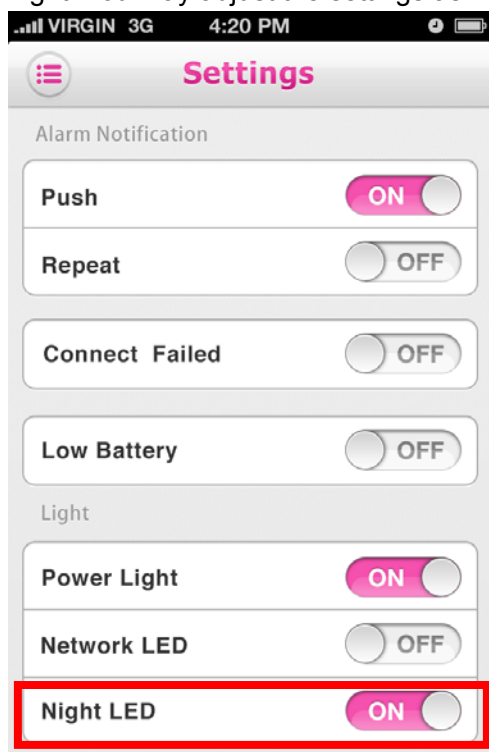 VIRGIN 3G 4:20 PM
Settings
Alarm Notification
Push ON
Repeat OFF
Connect Failed OFF
Low Battery OFF
Light
Power Light ON
Network LED OFF
Night LED ON